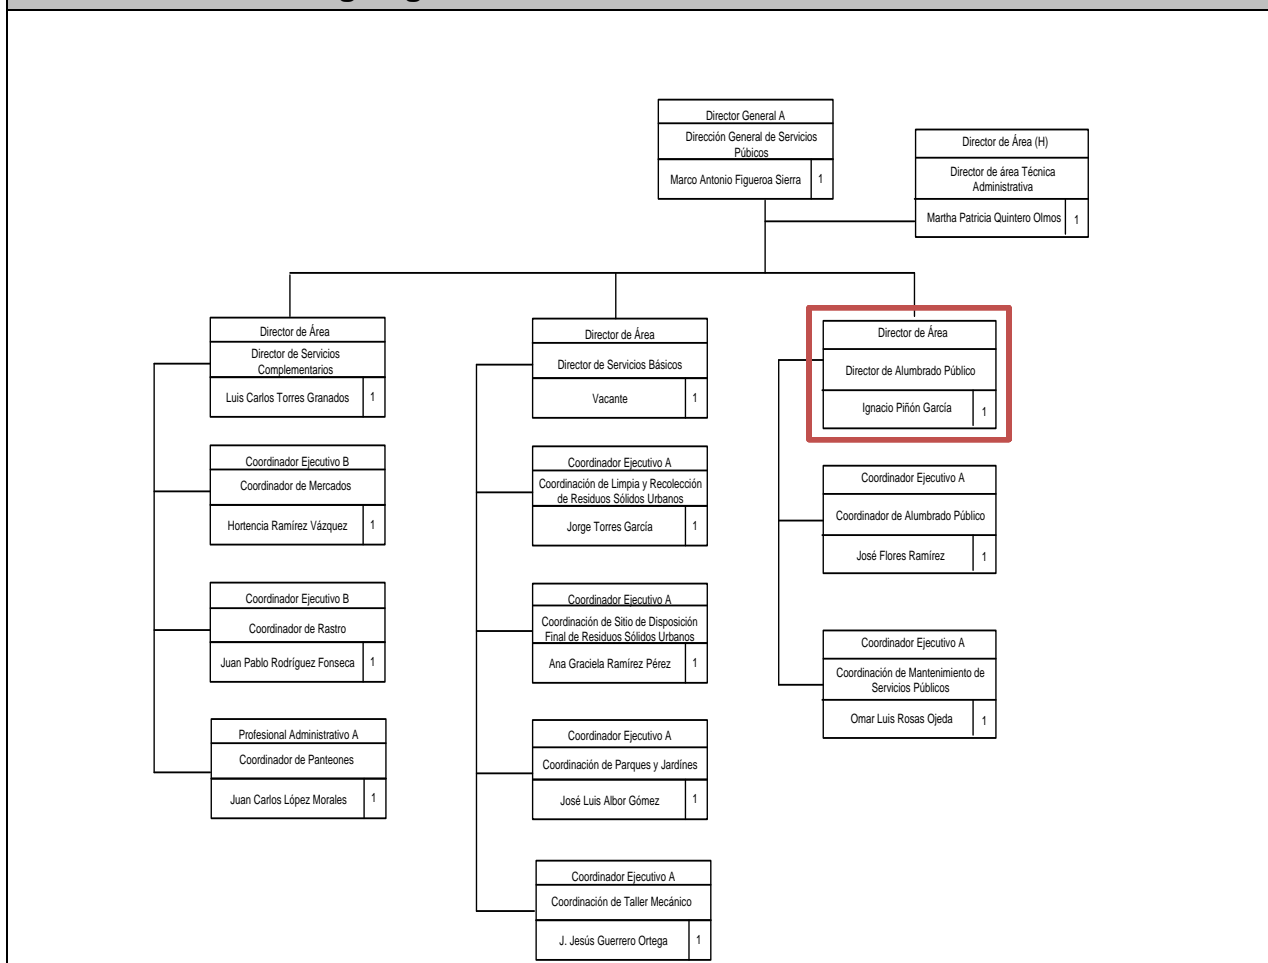 Director General A
Dirección General de Servicios
Púbicos
Marco Antonio Figueroa Sierra 1
Director de Área (H)
Director de área Técnica
Administrativa
Martha Patricia Quintero Olmos 1
Director de Área
Director de Servicios
Complementarios
Luis Carlos Torres Granados 1
Coordinador Ejecutivo B
Coordinador de Mercados
Hortencia Ramírez Vázquez 1
Coordinador Ejecutivo B
Coordinador de Rastro
Juan Pablo Rodríguez Fonseca 1
Profesional Administrativo A
Coordinador de Panteones
Juan Carlos López Morales 1
Director de Área
Director de Servicios Básicos
Vacante 1
Coordinador Ejecutivo A
Coordinación de Limpia y Recolección
de Residuos Sólidos Urbanos
Jorge Torres García 1
Coordinador Ejecutivo A
Coordinación de Sitio de Disposición
Final de Residuos Sólidos Urbanos
Ana Graciela Ramírez Pérez 1
Coordinador Ejecutivo A
Coordinación de Parques y Jardínes
José Luis Albor Gómez 1
Coordinador Ejecutivo A
Coordinación de Taller Mecánico
J. Jesús Guerrero Ortega 1
Director de Área
Director de Alumbrado Público
Ignacio Piñón García 1
Coordinador Ejecutivo A
Coordinador de Alumbrado Público
José Flores Ramírez 1
Coordinador Ejecutivo A
Coordinación de Mantenimiento de
Servicios Públicos
Omar Luis Rosas Ojeda 1